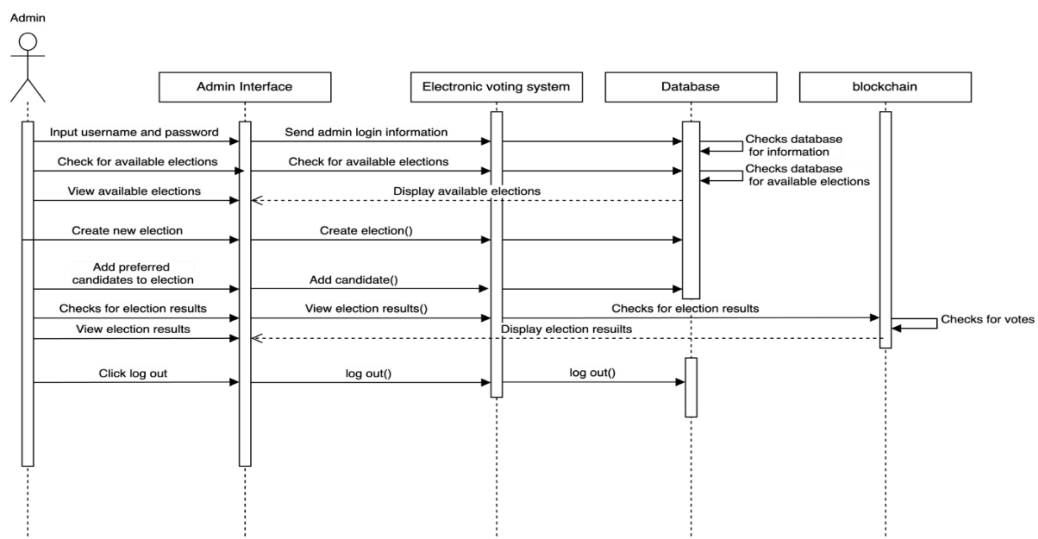 Admin
Admin Interface
Electronic voting system
Database
blockchain
Input username and password
Send admin login information
Checks database
for information
Check for available elections
Check for available elections
Checks database
for available elections
View available elections
Display available elections
Create new election
Create election()
Add preferred
candidates to election
Add candidate()
Checks for election results
View election results()
Checks for election results
Checks for votes
View election results
Display election resuilts
Click log out
log out()
log out()